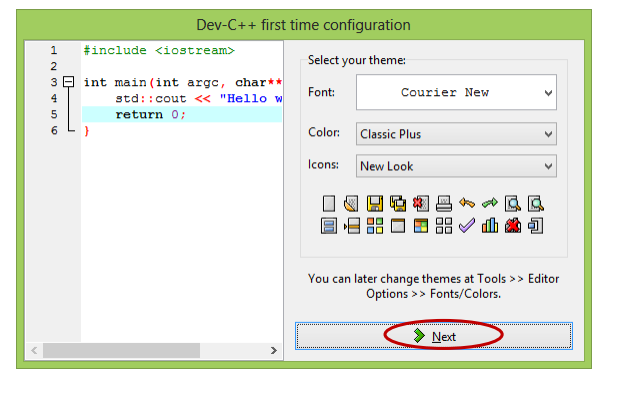 Dev-C++ first time configuration
1 #include <iostream>
2
3 int main(int argc, char**
4 std::cout << "Hello w
5 return 0;
6 }
Select your theme:
Font: Courier New
Color: Classic Plus
Icons: New Look
You can later change themes at Tools >> Editor
Options >> Fonts/Colors.
Next